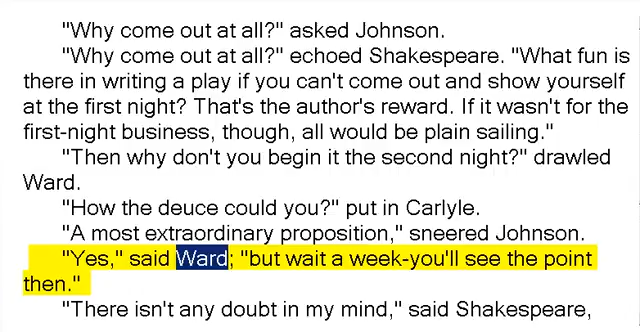 "Why come out at all?" asked Johnson.
"Why come out at all?" echoed Shakespeare. "What fun is
there in writing a play if you can't come out and show yourself
at the first night? That's the author's reward. If it wasn't for the
first-night business, though, all would be plain sailing."
"Then why don't you begin it the second night?" drawled
Ward.
"How the deuce could you?" put in Carlyle.
"A most extraordinary proposition," sneered Johnson.
"Yes," said Ward; "but wait a week-you'll see the point
then."
"There isn't any doubt in my mind," said Shakespeare,